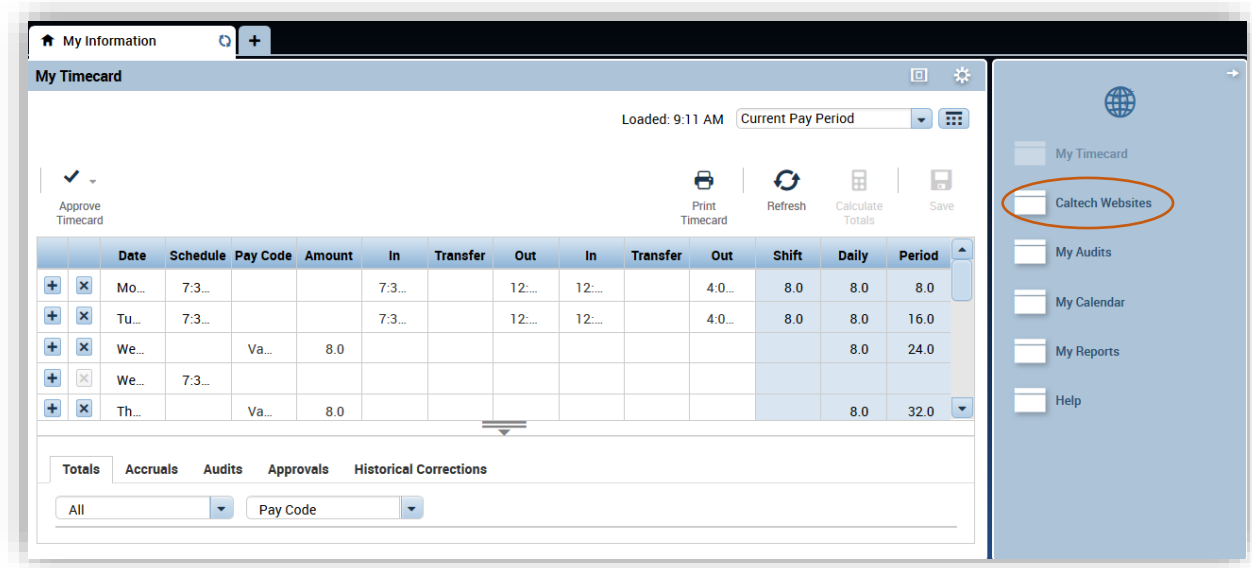 My Information
+
My Timecard
Loaded: 9:11 AM Current Pay Period
Approve Timecard
Print Timecard
Refresh
Calculate Totals
Save
Date Schedule Pay Code Amount In Transfer Out In Transfer Out Shift Daily Period
Mo... 7:3... 7:3... 12:... 12:... 4:0... 8.0 8.0 8.0
Tu... 7:3... 7:3... 12:... 12:... 4:0... 8.0 8.0 16.0
We... Va... 8.0 8.0 24.0
We... 7:3...
Th... Va... 8.0 8.0 32.0
Totals Accruals Audits Approvals Historical Corrections
All Pay Code
My Timecard
Caltech Websites
My Audits
My Calendar
My Reports
Help